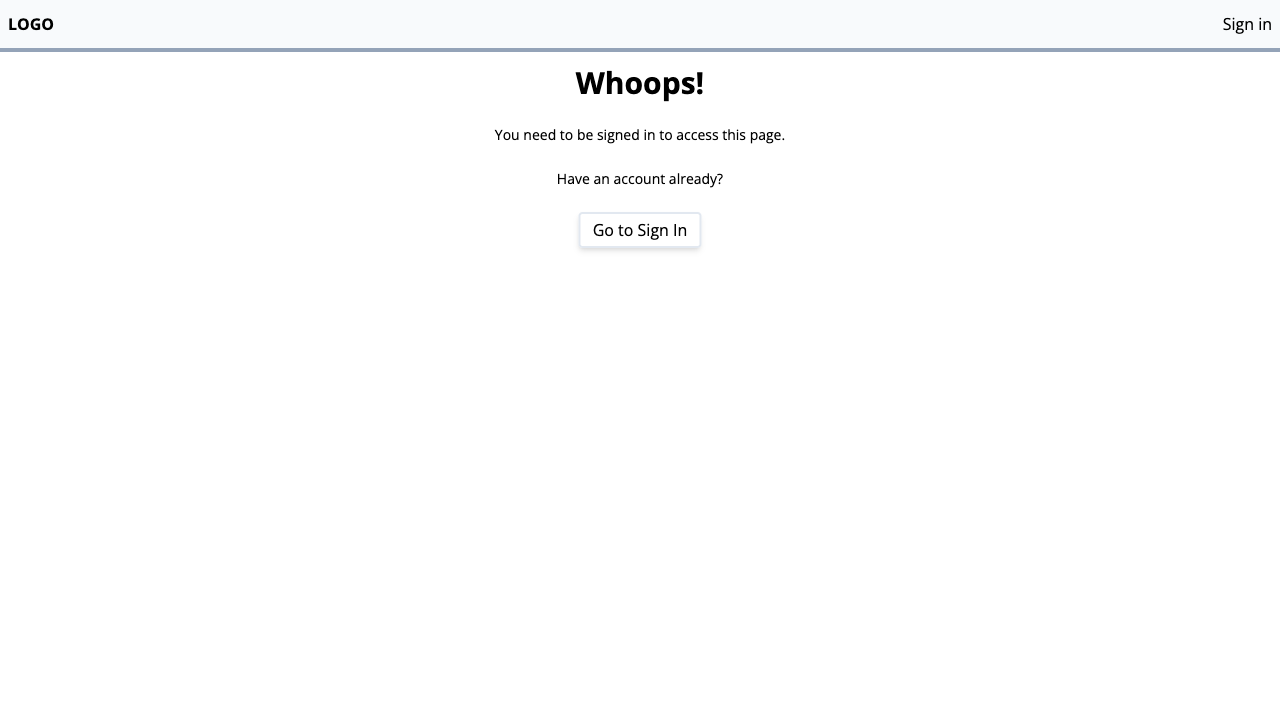 LOGO
Sign in
Whoops!
You need to be signed in to access this page.
Have an account already?
Go to Sign In